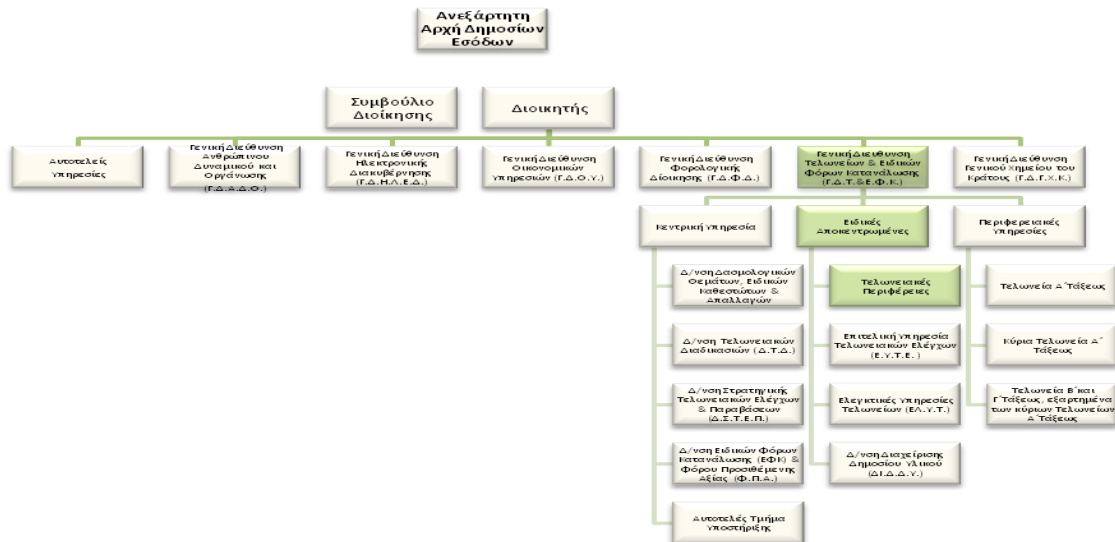 Ανεξάρτητη
Αρχή Δημοσίων
Εσόδων
Συμβούλιο
Διοίκησης
Διοικητής
Αυτοτελείς
Υπηρεσίες
Γενική Διεύθυνση
Ανθρώπινου
Δυναμικού και
Οργάνωσης
(Γ.Δ.Α.Δ.Ο.)
Γενική Διεύθυνση
Ηλεκτρονικής
Διακυβέρνησης
(Γ.Δ.Η.Λ.Ε.Δ.)
Γενική Διεύθυνση
Οικονομικών
Υπηρεσιών (Γ.Δ.Ο.Υ.)
Γενική Διεύθυνση
Φορολογικής
Διοίκησης (Γ.Δ.Φ.Δ.)
Γενική Διεύθυνση
Τελωνείων & Ειδικών
Φόρων Κατανάλωσης
(Γ.Δ.Τ.&Ε.Φ.Κ.)
Γενική Διεύθυνση
Γενικού Χημείου του
Κράτους (Γ.Δ.Γ.Χ.Κ.)
Κεντρική Υπηρεσία
Ειδικές
Αποκεντρωμένες
Περιφερειακές
Υπηρεσίες
Δ/νση Δασμολογικών
Θεμάτων, Ειδικών
Καθεστώτων &
Απαλλαγών
Τελωνειακές
Περιφέρειες
Τελωνεία Α΄Τάξεως
Δ/νση Τελωνειακών
Διαδικασιών (Δ.Τ.Δ.)
Επιτελική Υπηρεσία
Τελωνειακών Ελέγχων
(Ε.Υ.Τ.Ε.)
Κύρια Τελωνεία Α΄
Τάξεως
Δ/νση Στρατηγικής
Τελωνειακών Ελέγχων
& Παραβάσεων
(Δ.Σ.Τ.Ε.Π.)
Ελεγκτικές Υπηρεσίες
Τελωνείων (ΕΛ.Υ.Τ.)
Τελωνεία Β΄και
Γ΄Τάξεως, εξαρτημένα
των κύριων Τελωνείων
Α΄Τάξεως
Δ/νση Ειδικών Φόρων
Κατανάλωσης (ΕΦΚ) &
Φόρου Προσιθέμενης
Αξίας (Φ.Π.Α.)
Δ/νση Διαχείρισης
Δημοσίου Υλικού
(ΔΙ.Δ.Δ.Υ.)
Αυτοτελές Τμήμα
Υποστήριξης